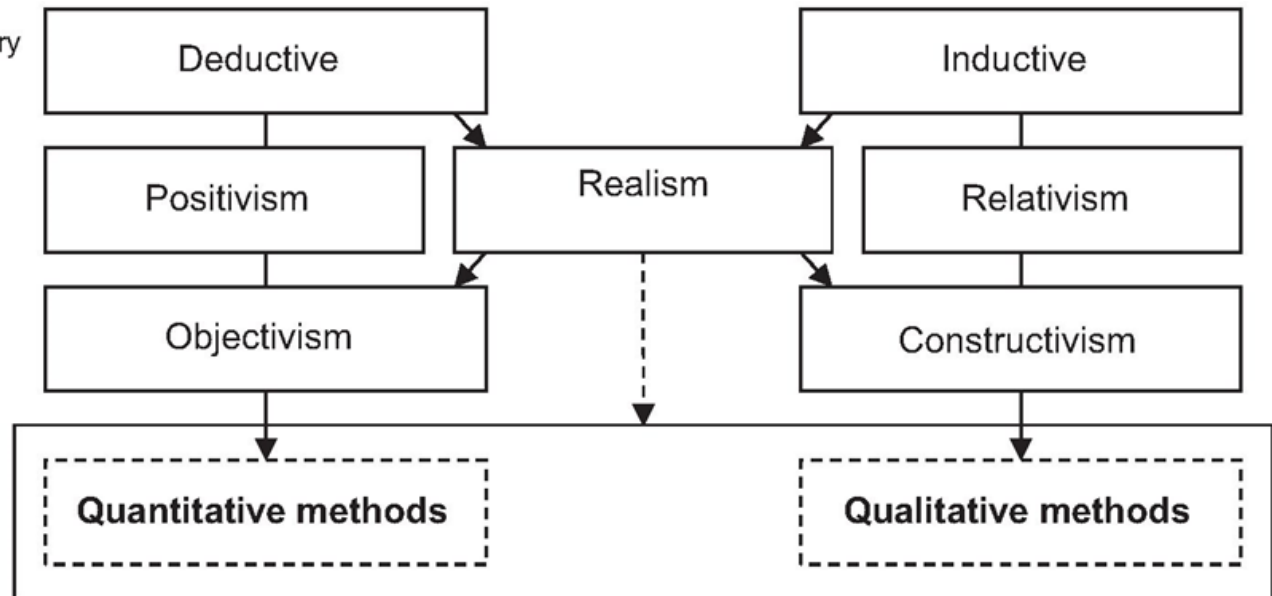 Deductive
Inductive
Positivism
Realism
Relativism
Objectivism
Constructivism
Quantitative methods
Qualitative methods